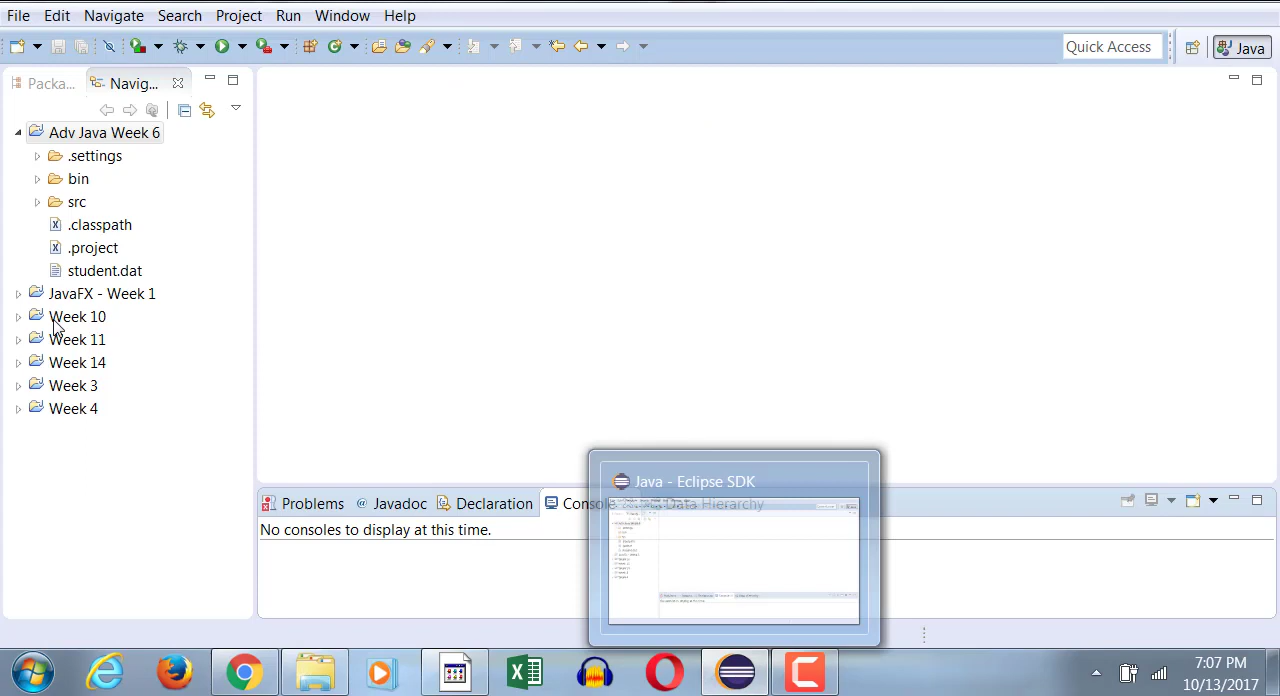 File Edit Navigate Search Project Run Window Help
Quick Access
Java
Packa...
Navig...
Adv Java Week 6
.settings
bin
src
.classpath
.project
student.dat
JavaFX - Week 1
Week 10
Week 11
Week 14
Week 3
Week 4
Java - Eclipse SDK
Problems @ Javadoc Declaration Console Data Hierarchy
No consoles to display at this time.
7:07 PM
10/13/2017